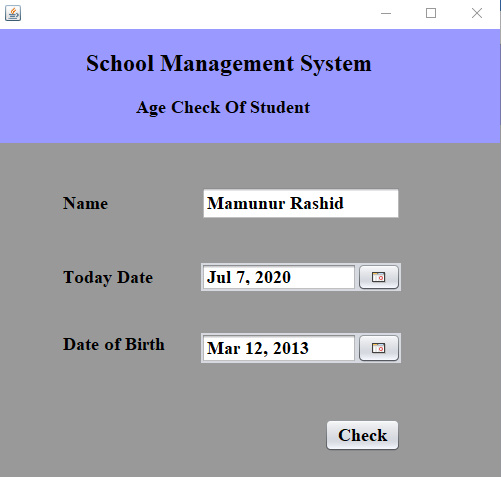 School Management System
Age Check Of Student
Name Mamunur Rashid
Today Date Jul 7, 2020
Date of Birth Mar 12, 2013
Check